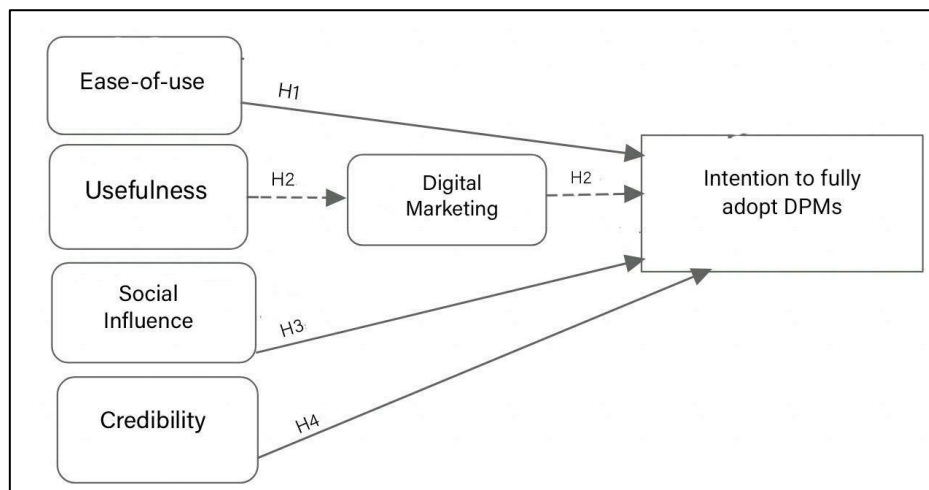 Ease-of-use
H1
Usefulness
H2
Digital
Marketing
H2
Intention to fully
adopt DPMs
Social
Influence
H3
Credibility
H4